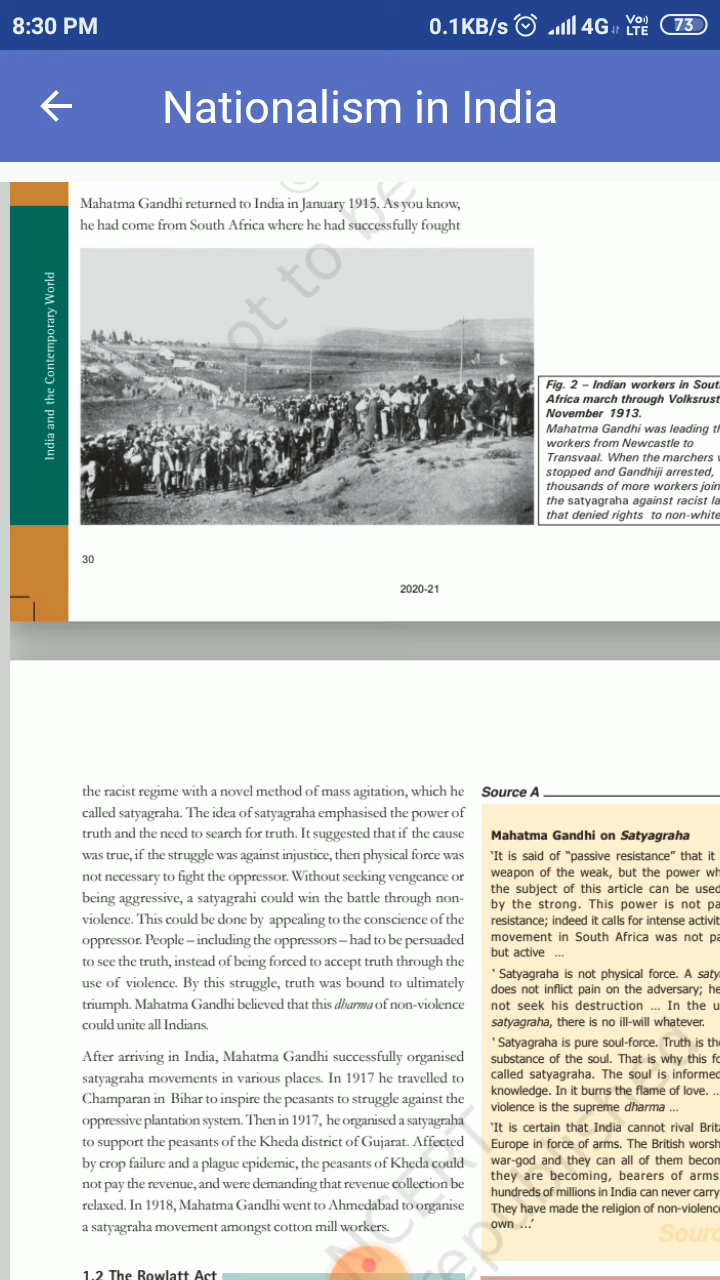 8:30 PM
0.1KB/s 4G Vo)) LTE 73
Nationalism in India
Mahatma Gandhi returned to India in January 1915. As you know,
he had come from South Africa where he had successfully fought
India and the Contemporary World
Fig. 2 – Indian workers in Sout
Africa march through Volksrust
November 1913.
Mahatma Gandhi was leading th
workers from Newcastle to
Transvaal. When the marchers w
stopped and Gandhiji arrested,
thousands of more workers join
the satyagraha against racist la
that denied rights to non-white
30
2020-21
the racist regime with a novel method of mass agitation, which he
called satyagraha. The idea of satyagraha emphasised the power of
truth and the need to search for truth. It suggested that if the cause
was true, if the struggle was against injustice, then physical force was
not necessary to fight the oppressor. Without seeking vengeance or
being aggressive, a satyagrahi could win the battle through non-
violence. This could be done by appealing to the conscience of the
oppressor. People – including the oppressors – had to be persuaded
to see the truth, instead of being forced to accept truth through the
use of violence. By this struggle, truth was bound to ultimately
triumph. Mahatma Gandhi believed that this dharma of non-violence
could unite all Indians.
After arriving in India, Mahatma Gandhi successfully organised
satyagraha movements in various places. In 1917 he travelled to
Champaran in Bihar to inspire the peasants to struggle against the
oppressive plantation system. Then in 1917, he organised a satyagraha
to support the peasants of the Kheda district of Gujarat. Affected
by crop failure and a plague epidemic, the peasants of Kheda could
not pay the revenue, and were demanding that revenue collection be
relaxed. In 1918, Mahatma Gandhi went to Ahmedabad to organise
a satyagraha movement amongst cotton mill workers.
1.2 The Rowlatt Act
Source A
Mahatma Gandhi on Satyagraha
'It is said of "passive resistance" that it
weapon of the weak, but the power wh
the subject of this article can be used
by the strong. This power is not pa
resistance; indeed it calls for intense activit
movement in South Africa was not pa
but active ...
' Satyagraha is not physical force. A saty
does not inflict pain on the adversary; he
not seek his destruction ... In the u
satyagraha, there is no ill-will whatever.
' Satyagraha is pure soul-force. Truth is the
substance of the soul. That is why this fo
called satyagraha. The soul is informed
knowledge. In it burns the flame of love. ..
violence is the supreme dharma ...
'It is certain that India cannot rival Brita
Europe in force of arms. The British worsh
war-god and they can all of them becom
they are becoming, bearers of arms.
hundreds of millions in India can never carry
They have made the religion of non-violence
own ...'
Sourc
ot to be
NCERT
republished